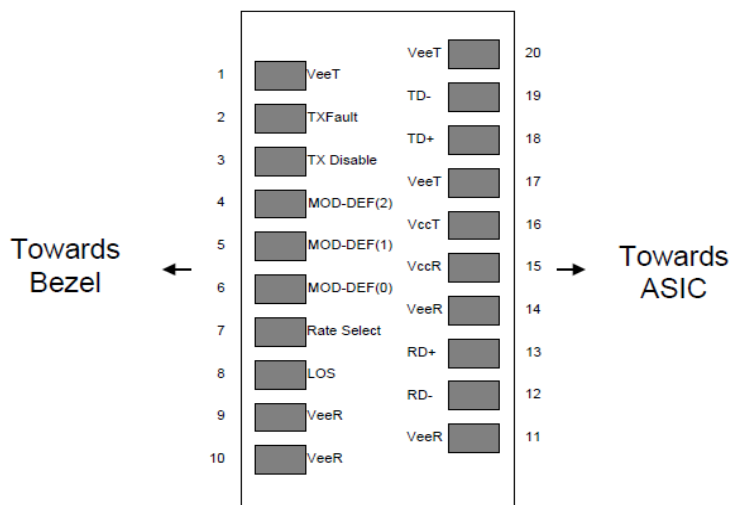 VeeT 20
1 VeeT
TD- 19
2 TXFault
TD+ 18
3 TX Disable
VeeT 17
4 MOD-DEF(2)
VccT 16
5 MOD-DEF(1)
Towards
Bezel
VccR 15
Towards
ASIC
6 MOD-DEF(0)
VeeR 14
7 Rate Select
RD+ 13
8 LOS
RD- 12
9 VeeR
VeeR 11
10 VeeR